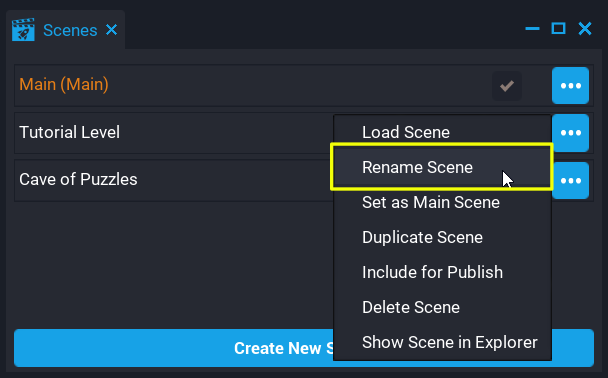 Scenes
Main (Main)
Tutorial Level
Load Scene
Rename Scene
Cave of Puzzles
Set as Main Scene
Duplicate Scene
Include for Publish
Delete Scene
Show Scene in Explorer
Create New S